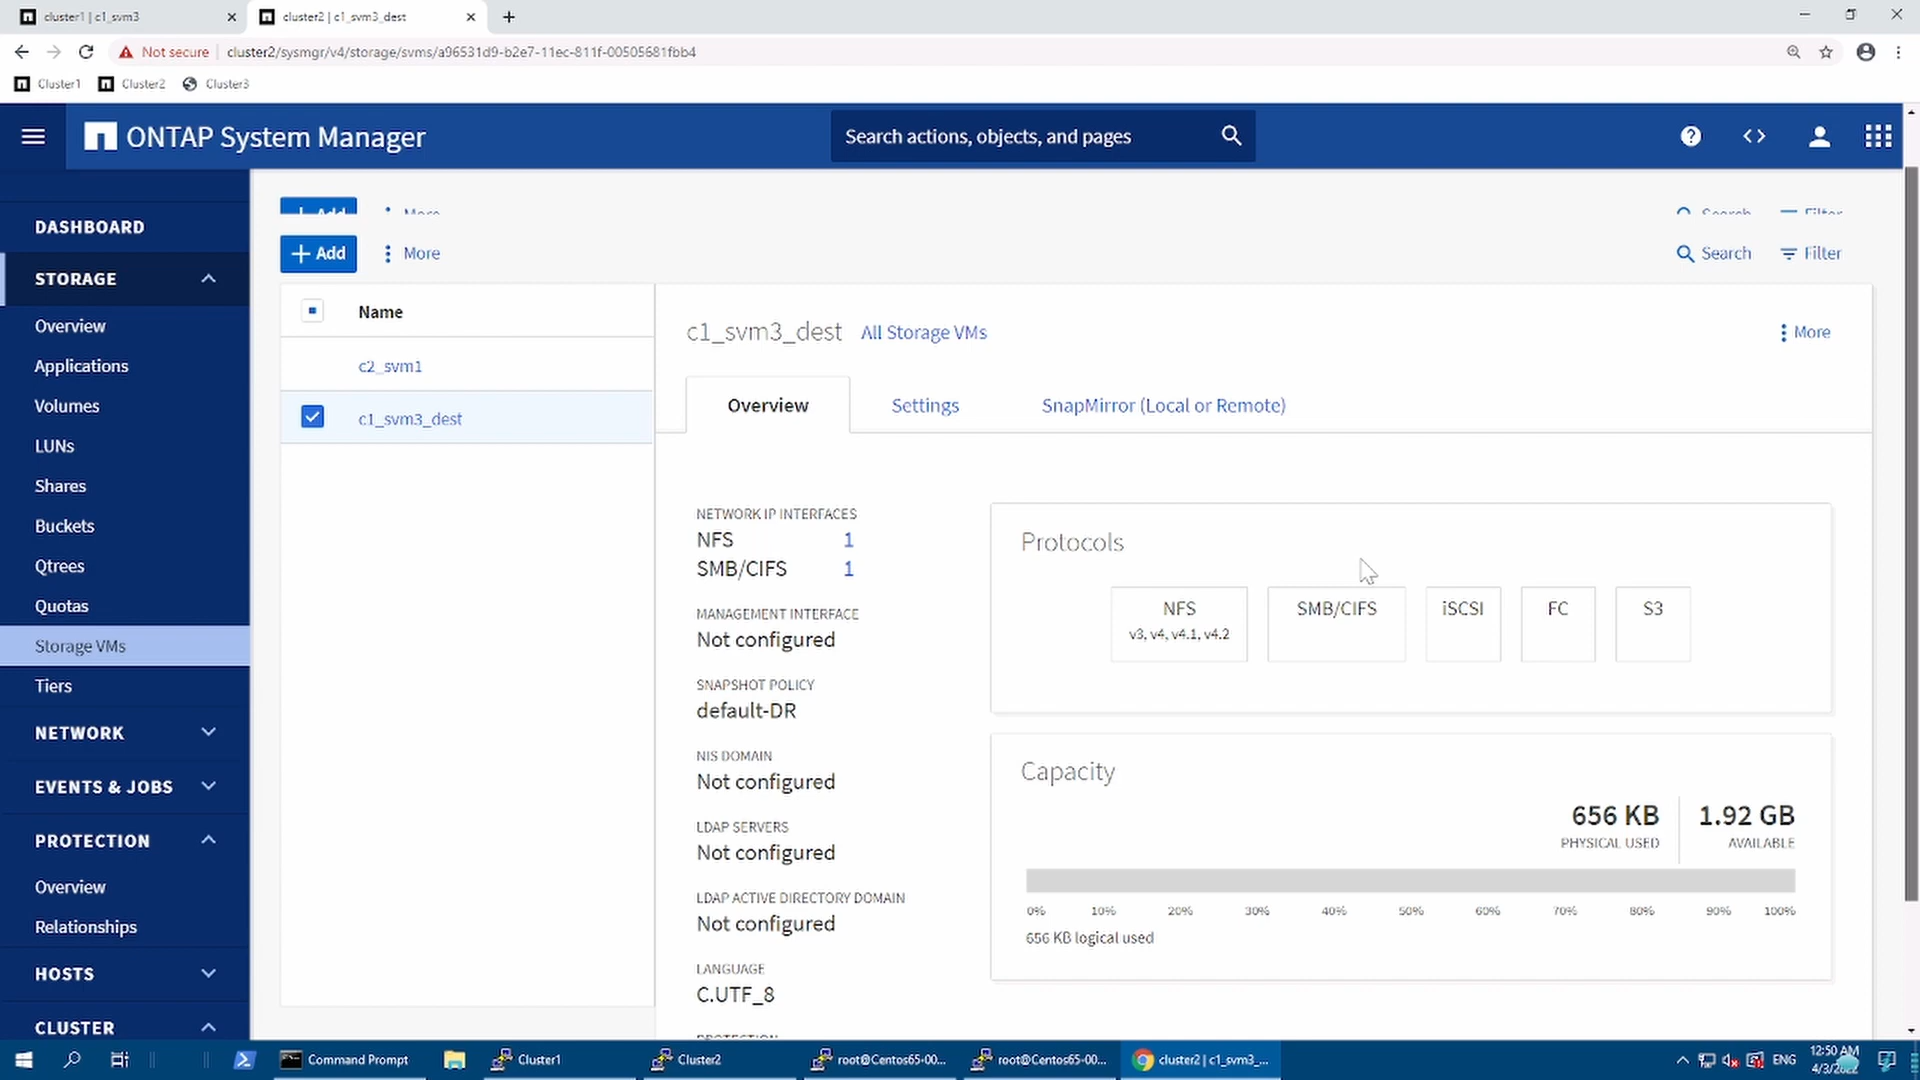 cluster1 | c1_svm3
cluster2 | c1_svm3_dest
Not secure
cluster2/sysmgr/v4/storage/svms/a96531d9-b2e7-11ec-811f-00505681fbb4
Cluster1
Cluster2
Cluster3
ONTAP System Manager
Search actions, objects, and pages
DASHBOARD
STORAGE
Overview
Applications
Volumes
LUNs
Shares
Buckets
Qtrees
Quotas
Storage VMs
Tiers
NETWORK
EVENTS & JOBS
PROTECTION
Overview
Relationships
HOSTS
CLUSTER
Add
More
Search
Filter
Add
More
Search
Filter
Name
c2_svm1
c1_svm3_dest
c1_svm3_dest
All Storage VMs
More
Overview
Settings
SnapMirror (Local or Remote)
NETWORK IP INTERFACES
NFS 1
SMB/CIFS 1
MANAGEMENT INTERFACE
Not configured
SNAPSHOT POLICY
default-DR
NIS DOMAIN
Not configured
LDAP SERVERS
Not configured
LDAP ACTIVE DIRECTORY DOMAIN
Not configured
LANGUAGE
C.UTF_8
PROTECTION
Protocols
NFS
v3, v4, v4.1, v4.2
SMB/CIFS
iSCSI
FC
S3
Capacity
656 KB
PHYSICAL USED
1.92 GB
AVAILABLE
0% 10% 20% 30% 40% 50% 60% 70% 80% 90% 100%
656 KB logical used
Command Prompt
Cluster1
Cluster2
root@Centos65-00...
root@Centos65-00...
cluster2 | c1_svm3_...
ENG
12:50 AM